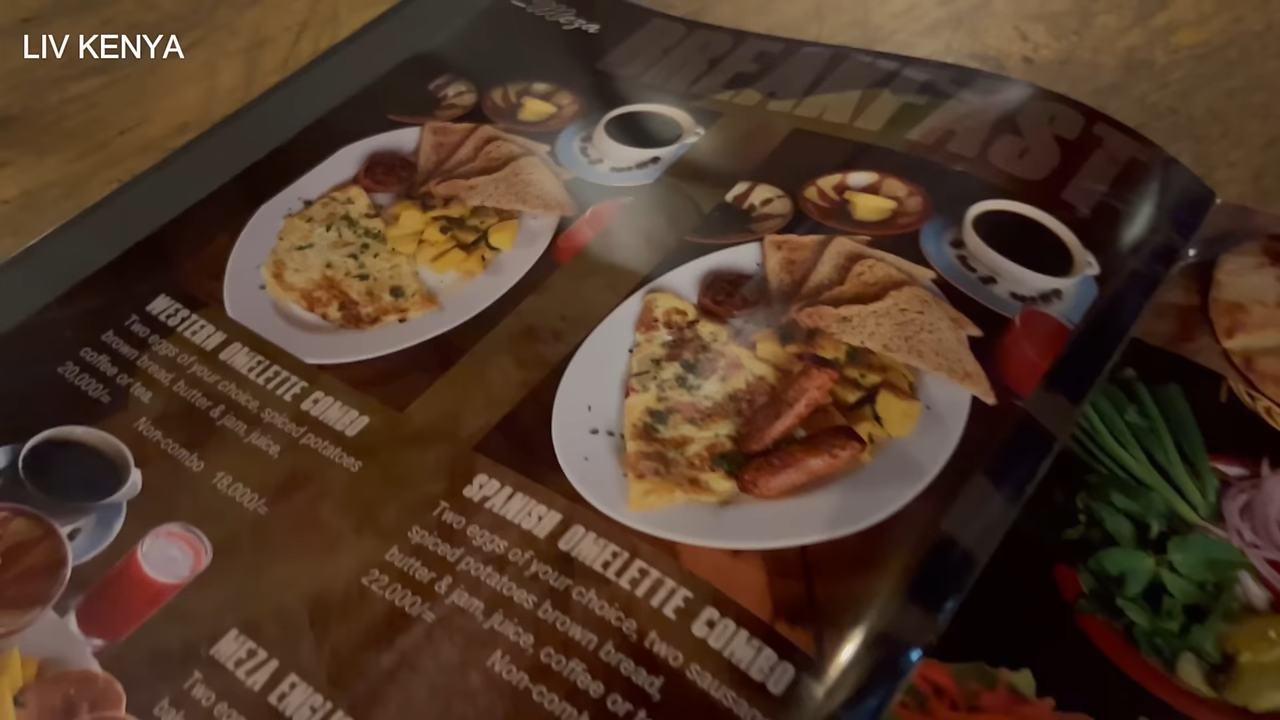 LIV KENYA
Meza
BREAKFAST
WESTERN OMELETTE COMBO
Two eggs of your choice, spiced potatoes
brown bread, butter & jam, juice,
coffee or tea.
20,000/=
Non-combo 18,000/=
SPANISH OMELETTE COMBO
Two eggs of your choice, two
spiced potatoes brown bread,
butter & jam, juice, coffee or
22,000/=
MEZA
Two